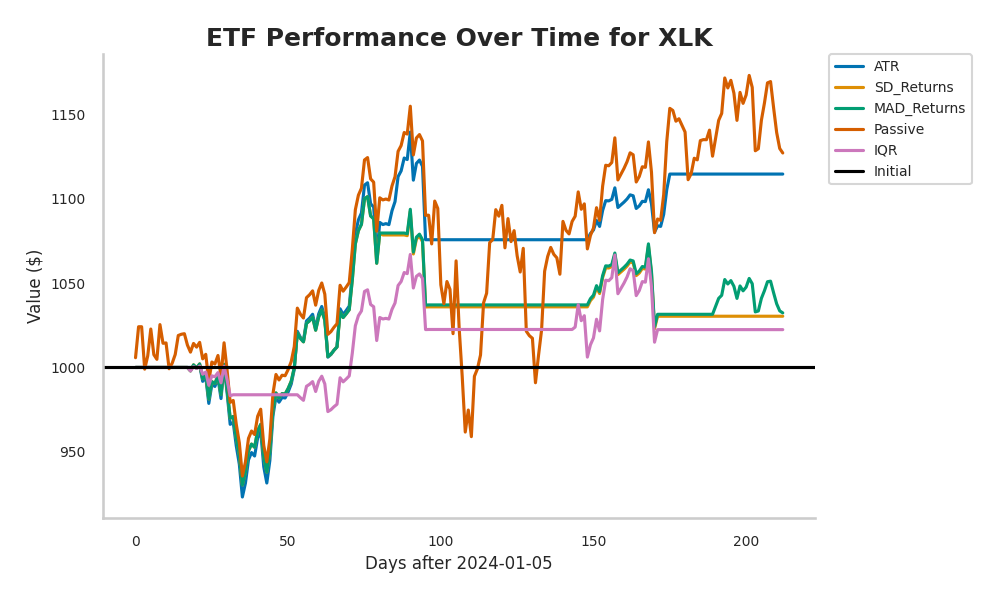 ETF Performance Over Time for XLK
ATR
SD_Returns
MAD_Returns
Passive
IQR
Initial
Value ($)
1150
1100
1050
1000
950
0 50 100 150 200
Days after 2024-01-05